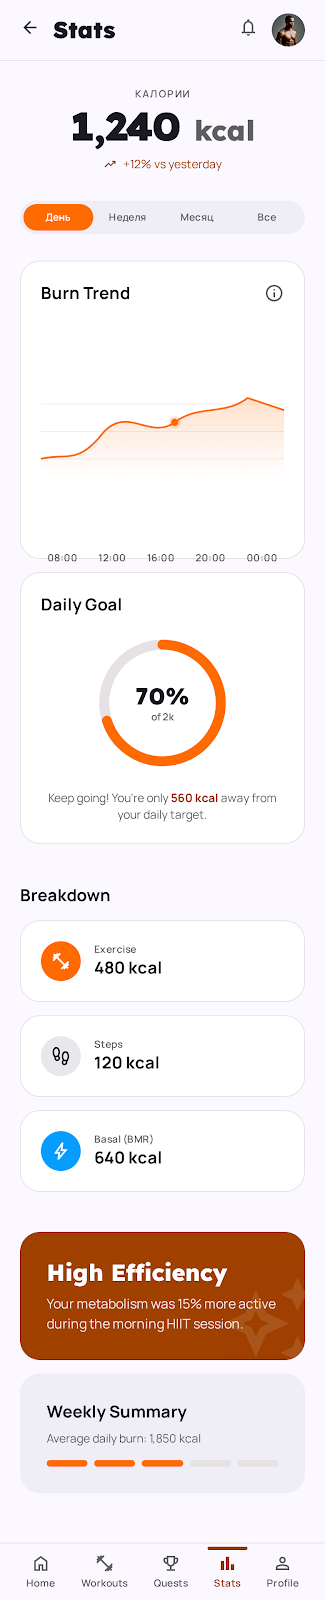 Stats
КАЛОРИИ
1,240 kcal
+12% vs yesterday
День Неделя Месяц Все
Burn Trend
08:00 12:00 16:00 20:00 00:00
Daily Goal
70%
of 2k
Keep going! You're only 560 kcal away from
your daily target.
Breakdown
Exercise
480 kcal
Steps
120 kcal
Basal (BMR)
640 kcal
High Efficiency
Your metabolism was 15% more active
during the morning HIIT session.
Weekly Summary
Average daily burn: 1,850 kcal
Home Workouts Quests Stats Profile